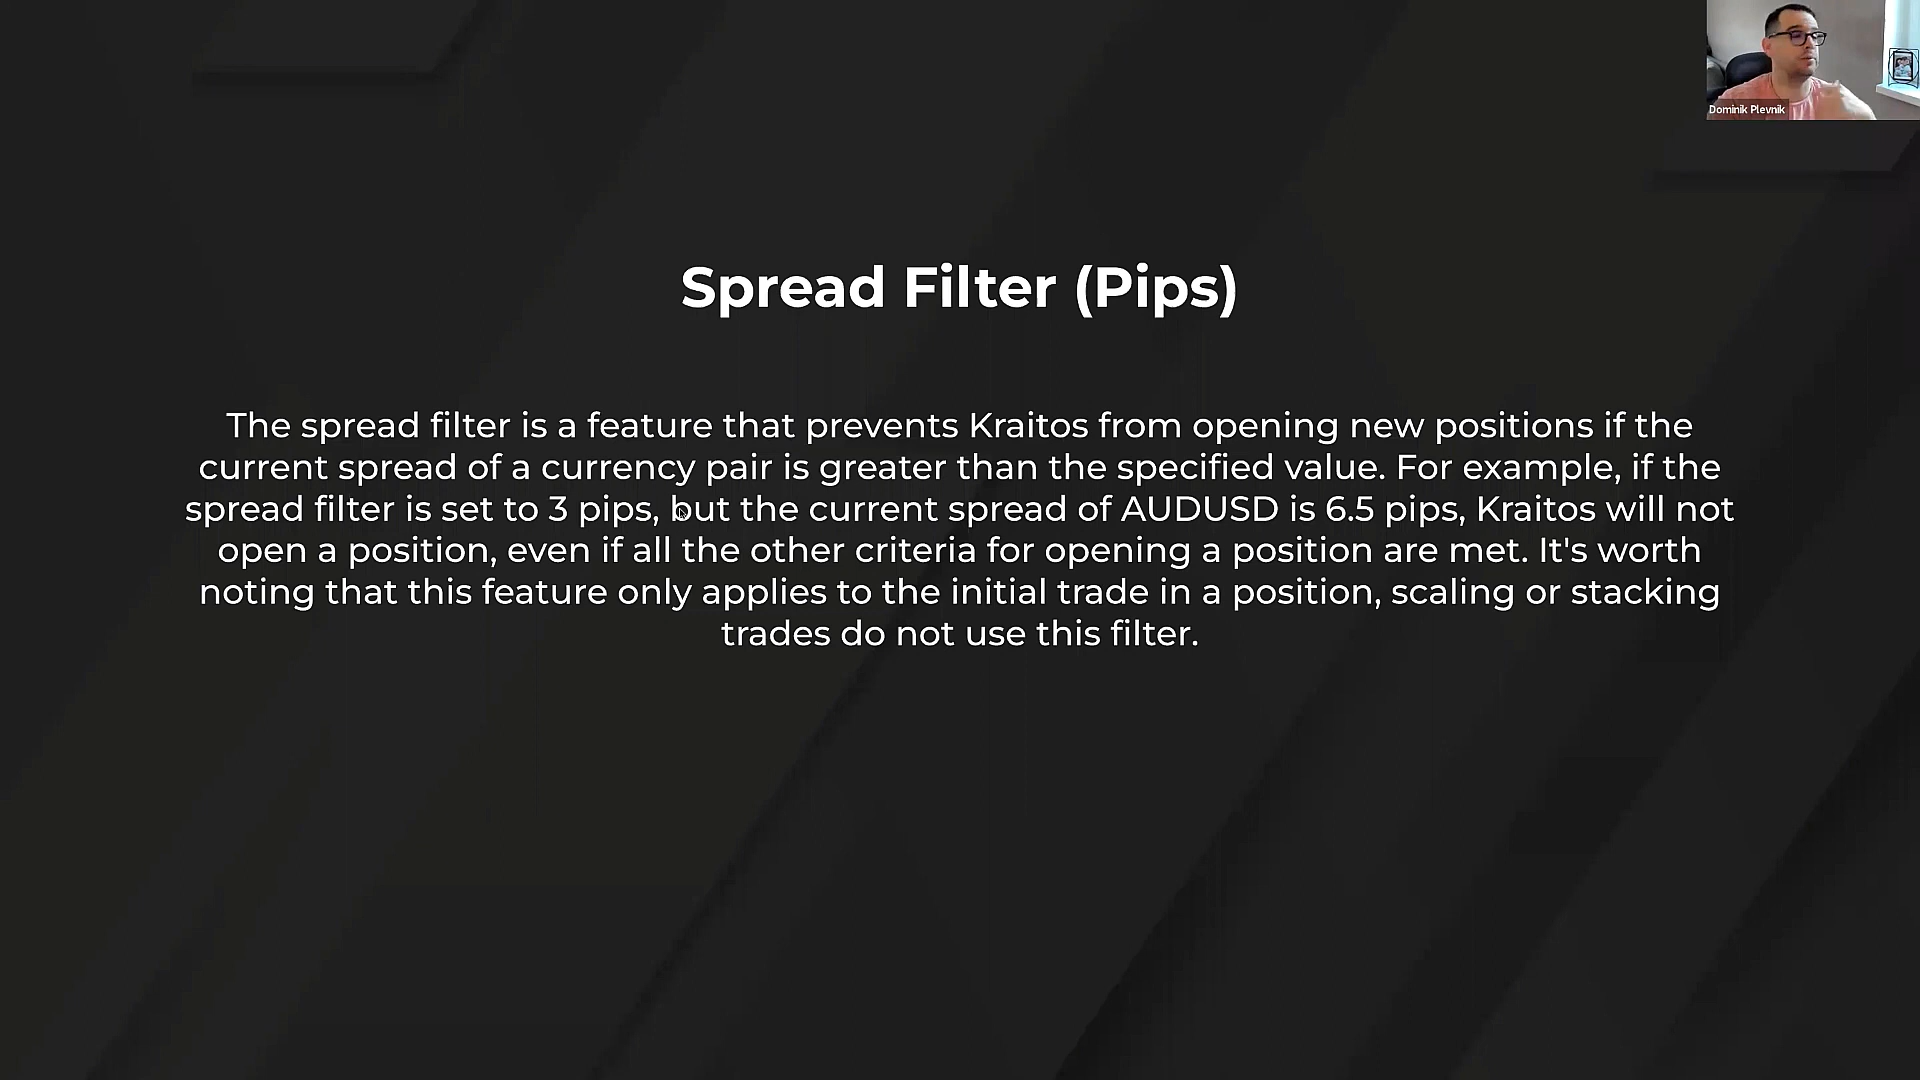 Dominik Plevnik
Spread Filter (Pips)
The spread filter is a feature that prevents Kraitos from opening new positions if the
current spread of a currency pair is greater than the specified value. For example, if the
spread filter is set to 3 pips, but the current spread of AUDUSD is 6.5 pips, Kraitos will not
open a position, even if all the other criteria for opening a position are met. It's worth
noting that this feature only applies to the initial trade in a position, scaling or stacking
trades do not use this filter.